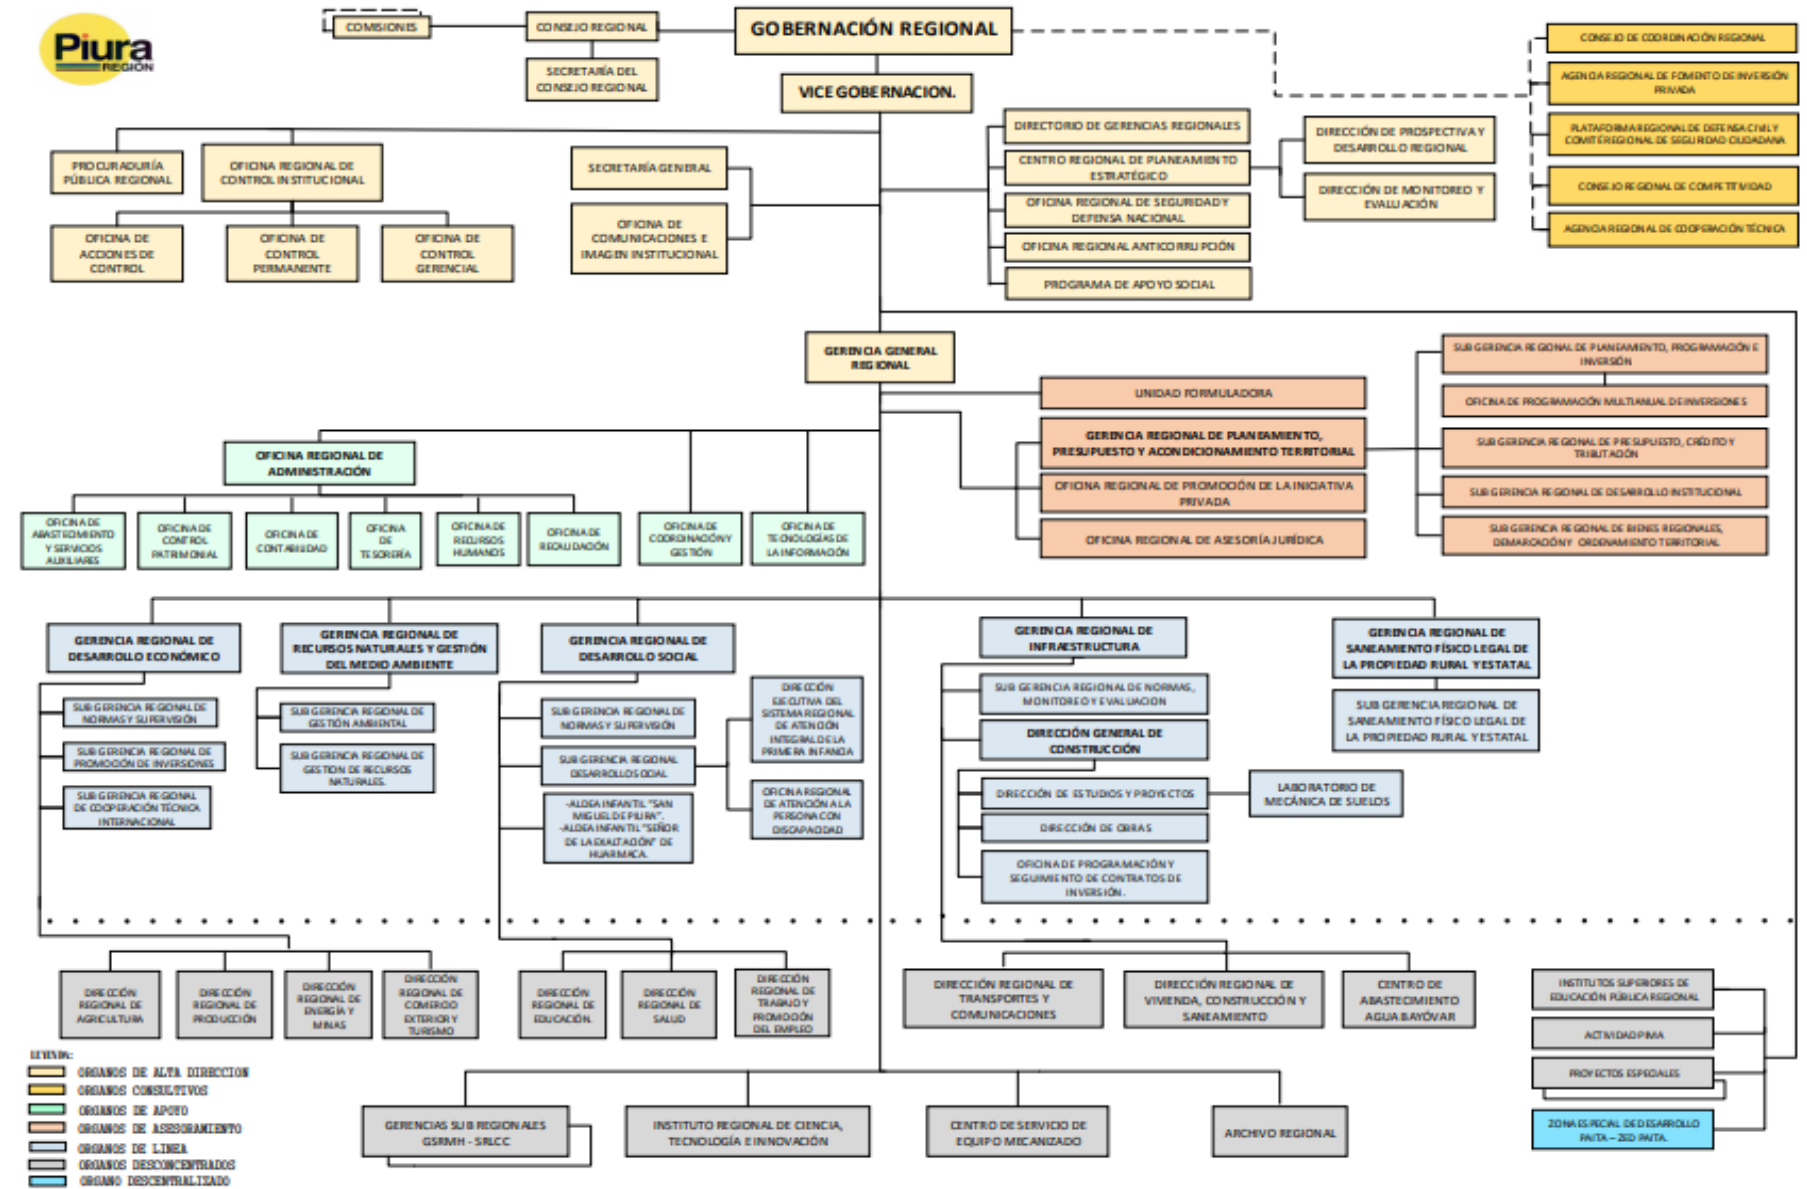 Piura
REGIÓN
COMISIONES
CONSEJO REGIONAL
SECRETARÍA DEL
CONSEJO REGIONAL
GOBERNACIÓN REGIONAL
VICE GOBERNACION.
CONSEJO DE COORDINACIÓN REGIONAL
AGENCIA REGIONAL DE FOMENTO DE INVERSIÓN
PRIVADA
PLATAFORMA REGIONAL DE DEFENSA CIVIL Y
COMITÉ REGIONAL DE SEGURIDAD CIUDADANA
CONSEJO REGIONAL DE COMPETITIVIDAD
AGENCIA REGIONAL DE COOPERACIÓN TÉCNICA
PROCURADURÍA
PÚBLICA REGIONAL
OFICINA REGIONAL DE
CONTROL INSTITUCIONAL
OFICINA DE
ACCIONES DE
CONTROL
OFICINA DE
CONTROL
PERMANENTE
OFICINA DE
CONTROL
GERENCIAL
SECRETARÍA GENERAL
OFICINA DE
COMUNICACIONES E
IMAGEN INSTITUCIONAL
DIRECTORIO DE GERENCIAS REGIONALES
CENTRO REGIONAL DE PLANEAMIENTO
ESTRATÉGICO
OFICINA REGIONAL DE SEGURIDAD Y
DEFENSA NACIONAL
OFICINA REGIONAL ANTICORRUPCIÓN
PROGRAMA DE APOYO SOCIAL
DIRECCIÓN DE PROSPECTIVA Y
DESARROLLO REGIONAL
DIRECCIÓN DE MONITOREO Y
EVALUACIÓN
GERENCIA GENERAL
REGIONAL
UNIDAD FORMULADORA
GERENCIA REGIONAL DE PLANEAMIENTO,
PRESUPUESTO Y ACONDICIONAMIENTO TERRITORIAL
OFICINA REGIONAL DE PROMOCIÓN DE LA INICIATIVA
PRIVADA
OFICINA REGIONAL DE ASESORÍA JURÍDICA
SUB GERENCIA REGIONAL DE PLANEAMIENTO, PROGRAMACIÓN E
INVERSIÓN
OFICINA DE PROGRAMACIÓN MULTIANUAL DE INVERSIONES
SUB GERENCIA REGIONAL DE PRESUPUESTO, CRÉDITO Y
TRIBUTACIÓN
SUB GERENCIA REGIONAL DE DESARROLLO INSTITUCIONAL
SUB GERENCIA REGIONAL DE BIENES REGIONALES,
DEMARCACIÓN Y ORDENAMIENTO TERRITORIAL
OFICINA REGIONAL DE
ADMINISTRACIÓN
OFICINA DE
ABASTECIMIENTO
Y SERVICIOS
AUXILIARES
OFICINA DE
CONTROL
PATRIMONIAL
OFICINA DE
CONTABILIDAD
OFICINA
DE
TESORERÍA
OFICINA DE
RECURSOS
HUMANOS
OFICINA DE
RECAUDACIÓN
OFICINA DE
COORDINACIÓN Y
GESTIÓN
OFICINA DE
TECNOLOGÍAS DE
LA INFORMACIÓN
GERENCIA REGIONAL DE
DESARROLLO ECONÓMICO
SUB GERENCIA REGIONAL DE
NORMAS Y SUPERVISIÓN
SUB GERENCIA REGIONAL DE
PROMOCIÓN DE INVERSIONES
SUB GERENCIA REGIONAL
DE COOPERACIÓN TÉCNICA
INTERNACIONAL
GERENCIA REGIONAL DE
RECURSOS NATURALES Y GESTIÓN
DEL MEDIO AMBIENTE
SUB GERENCIA REGIONAL DE
GESTIÓN AMBIENTAL
SUB GERENCIA REGIONAL DE
GESTION DE RECURSOS
NATURALES.
GERENCIA REGIONAL DE
DESARROLLO SOCIAL
SUB GERENCIA REGIONAL DE
NORMAS Y SUPERVISIÓN
SUB GERENCIA REGIONAL
DESARROLLO SOCIAL
-ALDEA INFANTIL "SAN
MIGUEL DE PIURA".
-ALDEA INFANTIL "SEÑOR
DE LA EXALTACIÓN" DE
HUARMACA.
DIRECCIÓN
EJECUTIVA DEL
SISTEMA REGIONAL
DE ATENCIÓN
INTEGRAL DE LA
PRIMERA INFANCIA
OFICINA REGIONAL
DE ATENCIÓN A LA
PERSONA CON
DISCAPACIDAD
GERENCIA REGIONAL DE
INFRAESTRUCTURA
SUB GERENCIA REGIONAL DE NORMAS,
MONITOREO Y EVALUACION
DIRECCIÓN GENERAL DE
CONSTRUCCIÓN
DIRECCIÓN DE ESTUDIOS Y PROYECTOS
DIRECCIÓN DE OBRAS
OFICINA DE PROGRAMACIÓN Y
SEGUIMIENTO DE CONTRATOS DE
INVERSIÓN.
LABORATORIO DE
MECÁNICA DE SUELOS
GERENCIA REGIONAL DE
SANEAMIENTO FÍSICO LEGAL DE
LA PROPIEDAD RURAL Y ESTATAL
SUB GERENCIA REGIONAL DE
SANEAMIENTO FÍSICO LEGAL DE
LA PROPIEDAD RURAL Y ESTATAL
DIRECCIÓN
REGIONAL DE
AGRICULTURA
DIRECCIÓN
REGIONAL DE
PRODUCCIÓN
DIRECCIÓN
REGIONAL DE
ENERGÍA Y
MINAS
DIRECCIÓN
REGIONAL DE
COMERCIO
EXTERIOR Y
TURISMO
DIRECCIÓN
REGIONAL DE
EDUCACIÓN.
DIRECCIÓN
REGIONAL DE
SALUD
DIRECCIÓN
REGIONAL DE
TRABAJO Y
PROMOCIÓN
DEL EMPLEO
DIRECCIÓN REGIONAL DE
TRANSPORTES Y
COMUNICACIONES
DIRECCIÓN REGIONAL DE
VIVIENDA, CONSTRUCCIÓN Y
SANEAMIENTO
CENTRO DE
ABASTECIMIENTO
AGUA BAYÓVAR
INSTITUTOS SUPERIORES DE
EDUCACIÓN PÚBLICA REGIONAL
ACTIVIDAD PIMA
PROYECTOS ESPECIALES
ZONA ESPECIAL DE DESARROLLO
PAITA – ZED PAITA.
GERENCIAS SUB REGIONALES
GSRMH - SRLCC
INSTITUTO REGIONAL DE CIENCIA,
TECNOLOGÍA E INNOVACIÓN
CENTRO DE SERVICIO DE
EQUIPO MECANIZADO
ARCHIVO REGIONAL
LEYENDA:
ORGANOS DE ALTA DIRECCION
ORGANOS CONSULTIVOS
ORGANOS DE APOYO
ORGANOS DE ASESORAMIENTO
ORGANOS DE LINEA
ORGANOS DESCONCENTRADOS
ORGANO DESCENTRALIZADO